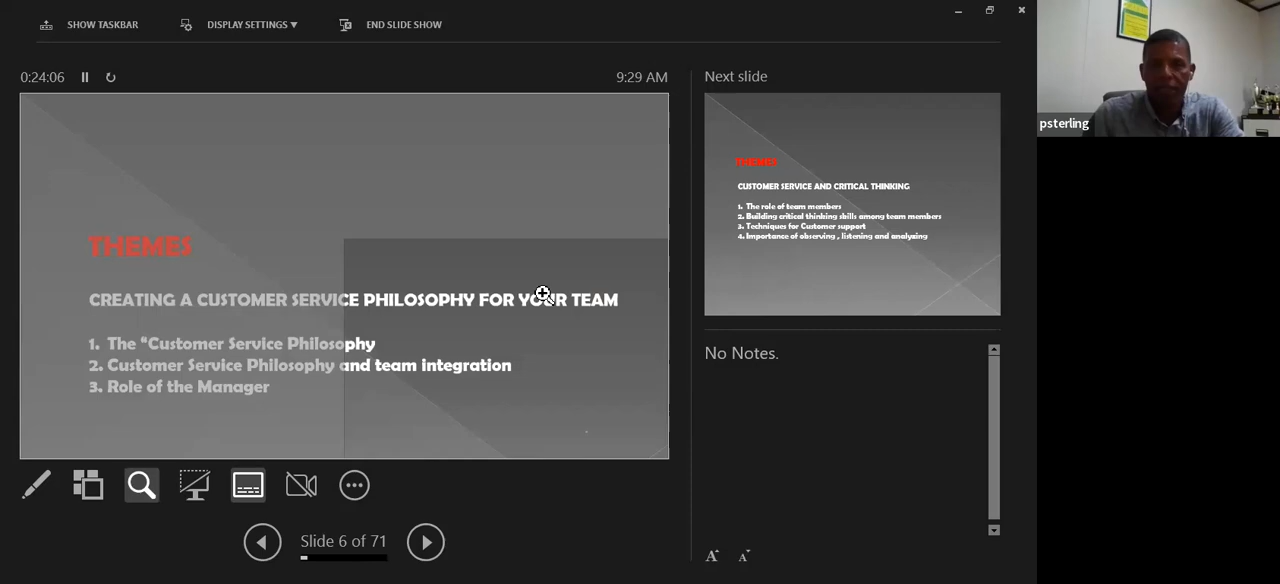 SHOW TASKBAR
DISPLAY SETTINGS ▼
END SLIDE SHOW
0:24:06
9:29 AM
THEMES
CREATING A CUSTOMER SERVICE PHILOSOPHY FOR YOUR TEAM
1. The “Customer Service Philosophy
2. Customer Service Philosophy and team integration
3. Role of the Manager
Slide 6 of 71
Next slide
THEMES
CUSTOMER SERVICE AND CRITICAL THINKING
1. The role of team members
2. Building critical thinking skills among team members
3. Techniques for Customer support
4. Importance of observing , listening and analyzing
No Notes.
A A
psterling